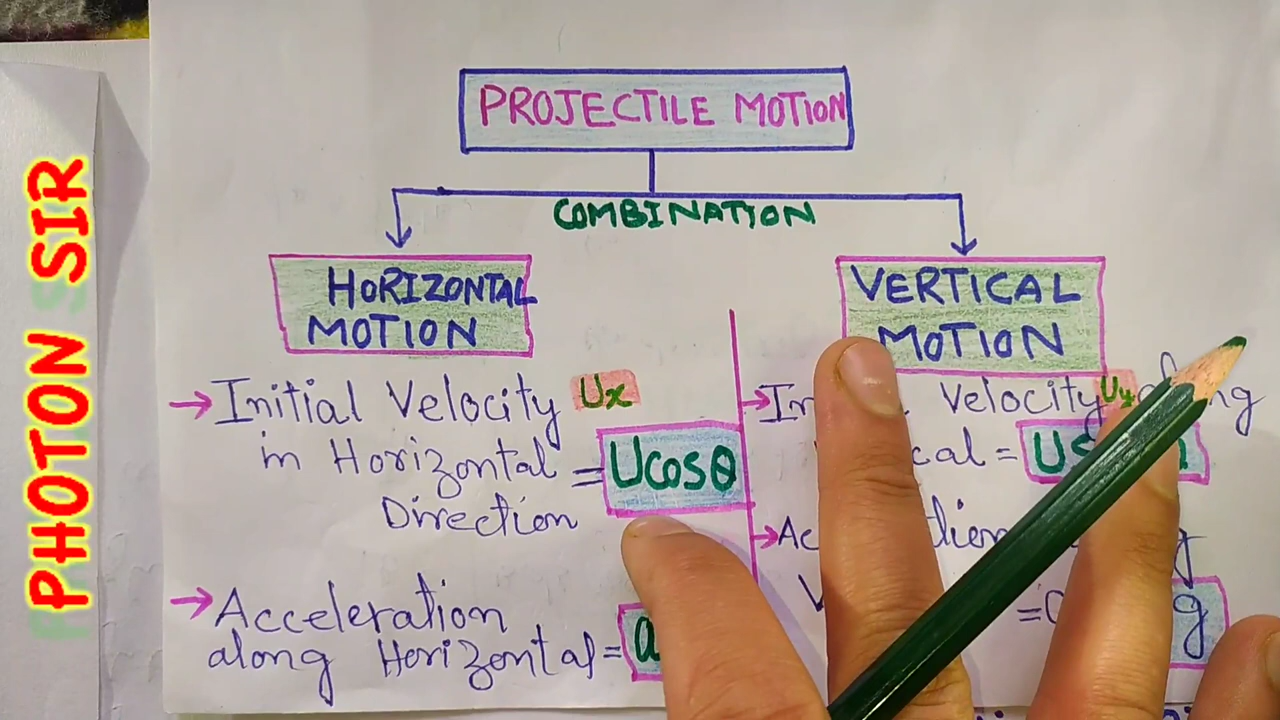 PHOTON SIR
PROJECTILE MOTION
COMBINATION
HORIZONTAL
MOTION
→ Initial Velocity Ux
in Horizontal = Ucosθ
Direction
→ Acceleration
along Horizontal =
VERTICAL
MOTION
→ Velocity Uy
=
→
= g